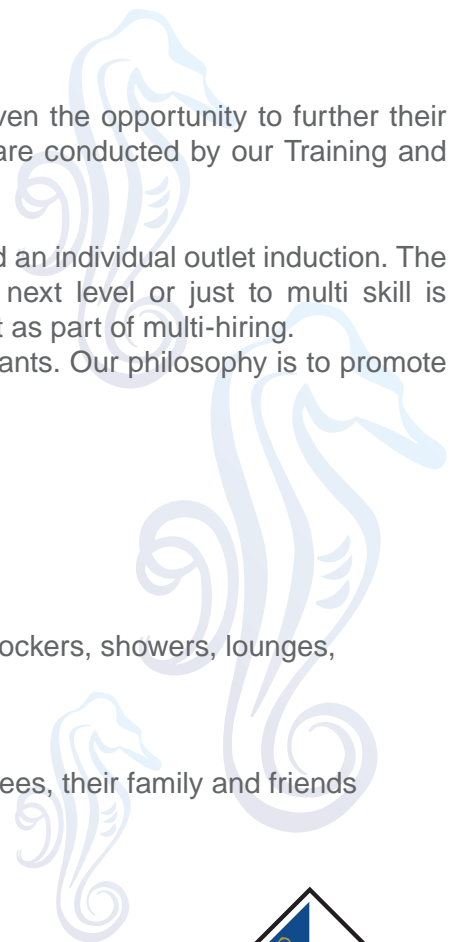 ven the opportunity to further their
are conducted by our Training and
d an individual outlet induction. The
next level or just to multi skill is
t as part of multi-hiring.
ants. Our philosophy is to promote
ockers, showers, lounges,
ees, their family and friends